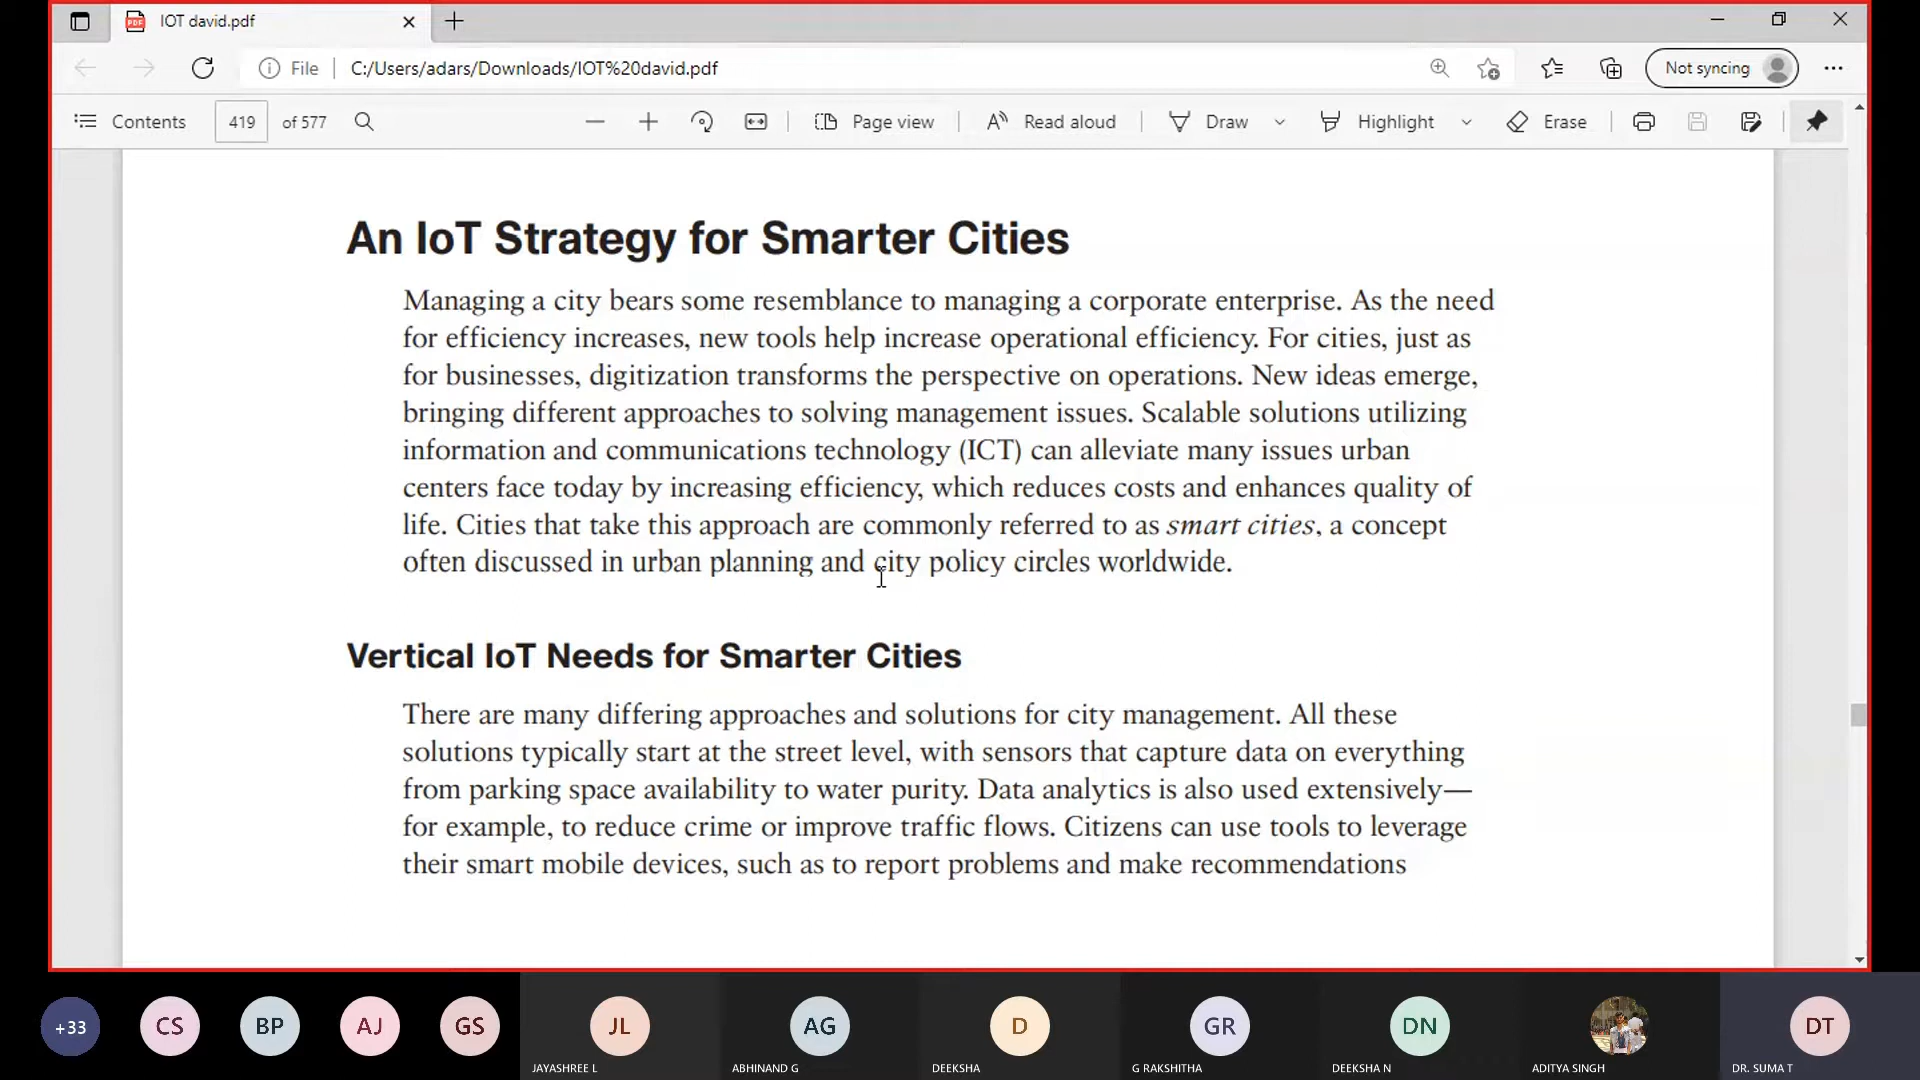 IOT david.pdf
File C:/Users/adars/Downloads/IOT%20david.pdf Not syncing
Contents 419 of 577 Page view Read aloud Draw Highlight Erase
An IoT Strategy for Smarter Cities
Managing a city bears some resemblance to managing a corporate enterprise. As the need
for efficiency increases, new tools help increase operational efficiency. For cities, just as
for businesses, digitization transforms the perspective on operations. New ideas emerge,
bringing different approaches to solving management issues. Scalable solutions utilizing
information and communications technology (ICT) can alleviate many issues urban
centers face today by increasing efficiency, which reduces costs and enhances quality of
life. Cities that take this approach are commonly referred to as smart cities, a concept
often discussed in urban planning and city policy circles worldwide.
Vertical IoT Needs for Smarter Cities
There are many differing approaches and solutions for city management. All these
solutions typically start at the street level, with sensors that capture data on everything
from parking space availability to water purity. Data analytics is also used extensively—
for example, to reduce crime or improve traffic flows. Citizens can use tools to leverage
their smart mobile devices, such as to report problems and make recommendations
+33 CS BP AJ GS JL AG D GR DN DT
JAYASHREE L ABHINAND G DEEKSHA G RAKSHITHA DEEKSHA N ADITYA SINGH DR. SUMA T